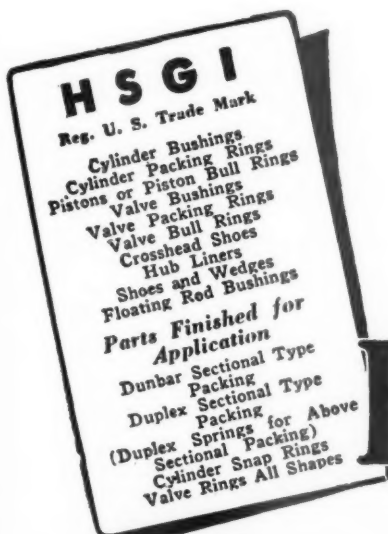 HSGI
Reg. U. S. Trade Mark
Cylinder Bushings
Cylinder Packing Rings
Pistons or Piston Bull Rings
Valve Bushings
Valve Packing Rings
Valve Bull Rings
Crosshead Shoes
Hub Liners
Shoes and Wedges
Floating Rod Bushings
Parts Finished for
Application
Dunbar Sectional Type
Packing
Duplex Sectional Type
Packing
(Duplex Springs for Above
Sectional Packing)
Cylinder Snap Rings
Valve Rings All Shapes